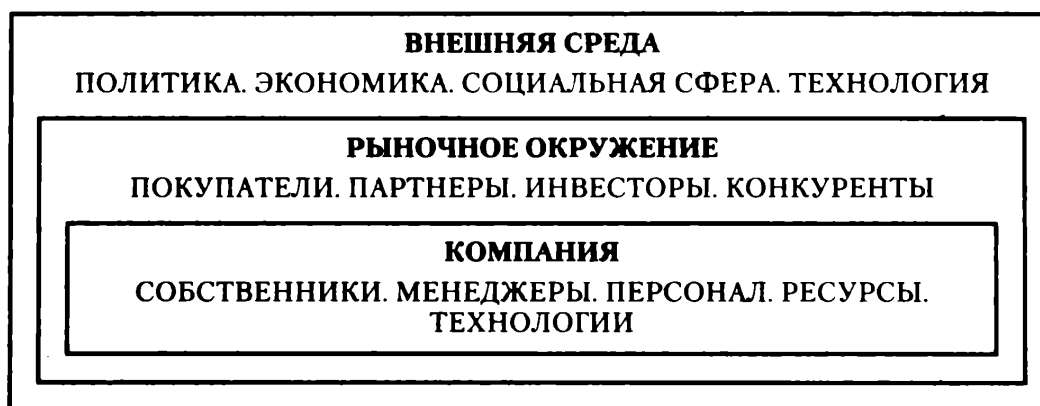 ВНЕШНЯЯ СРЕДА
ПОЛИТИКА. ЭКОНОМИКА. СОЦИАЛЬНАЯ СФЕРА. ТЕХНОЛОГИЯ
РЫНОЧНОЕ ОКРУЖЕНИЕ
ПОКУПАТЕЛИ. ПАРТНЕРЫ. ИНВЕСТОРЫ. КОНКУРЕНТЫ
КОМПАНИЯ
СОБСТВЕННИКИ. МЕНЕДЖЕРЫ. ПЕРСОНАЛ. РЕСУРСЫ.
ТЕХНОЛОГИИ